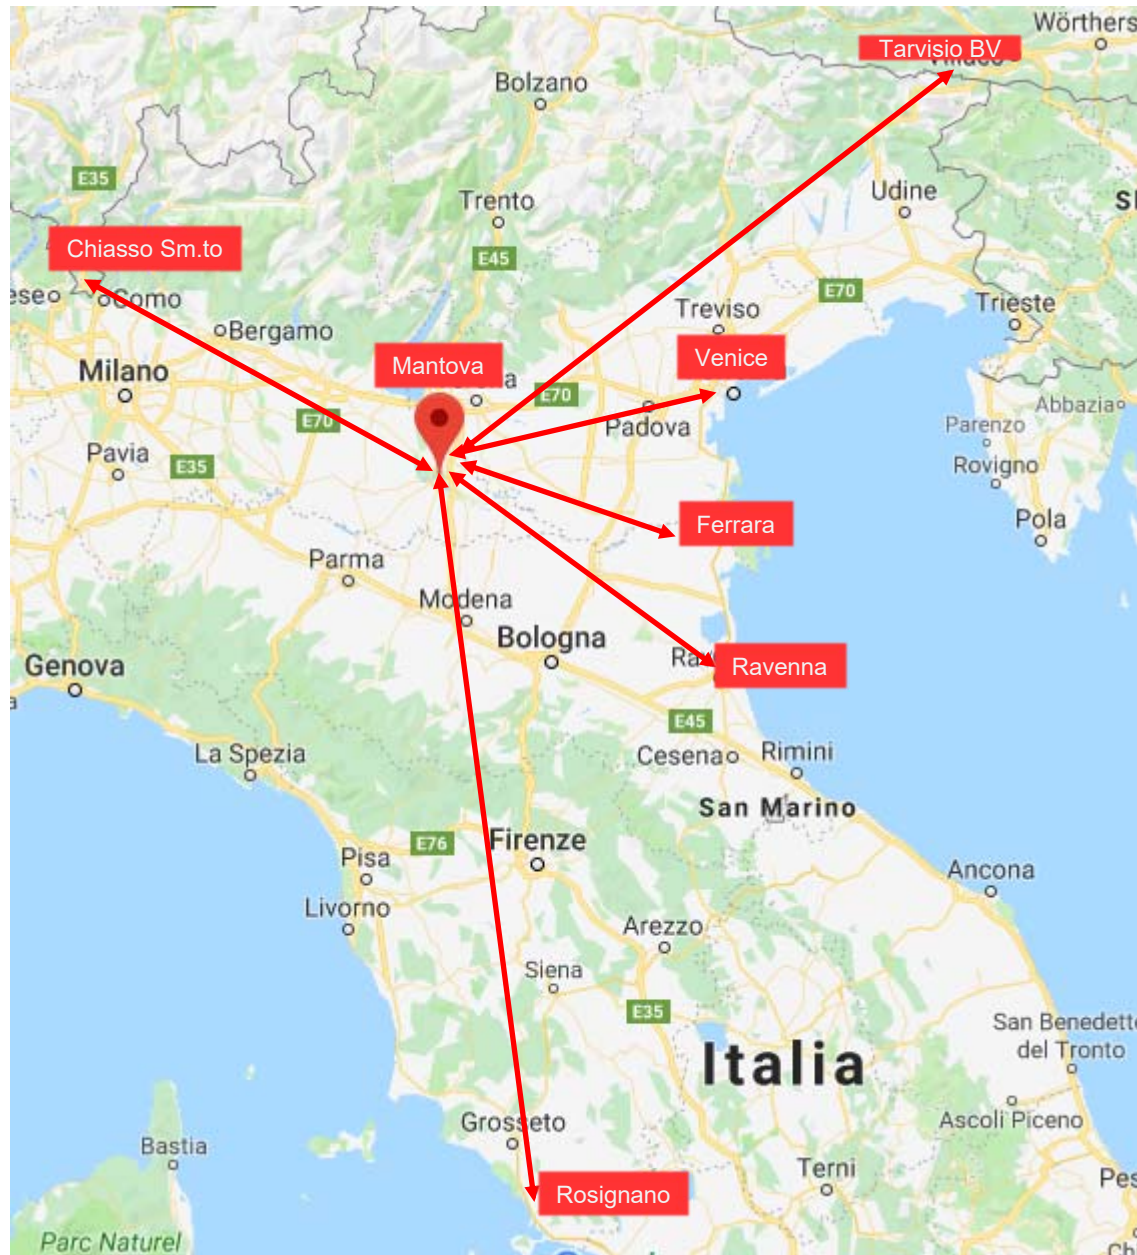 Wörthers
Tarvisio BV
Bolzano
E35
Trento
Udine
Chiasso Sm.to
E45
E70
eseo
Como
Trieste
Treviso
Bergamo
Venice
Mantova
Milano
E70
E70
Abbazia
Padova
Parenzo
Pavia
E35
Rovigno
Ferrara
Pola
Parma
Modena
Bologna
Ra
Ravenna
Genova
E45
La Spezia
Cesena
Rimini
San Marino
E76
Firenze
Pisa
Ancona
Livorno
Arezzo
Siena
E35
San Benedetto
del Tronto
Italia
Grosseto
Ascoli Piceno
Bastia
Terni
Pes
Rosignano
Parc Naturel